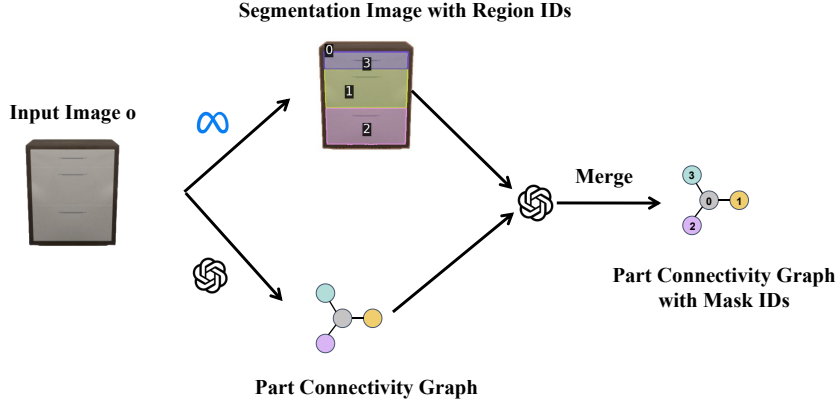 Segmentation Image with Region IDs
0
3
1
2
Input Image o
Merge
3
0
1
2
Part Connectivity Graph
with Mask IDs
Part Connectivity Graph